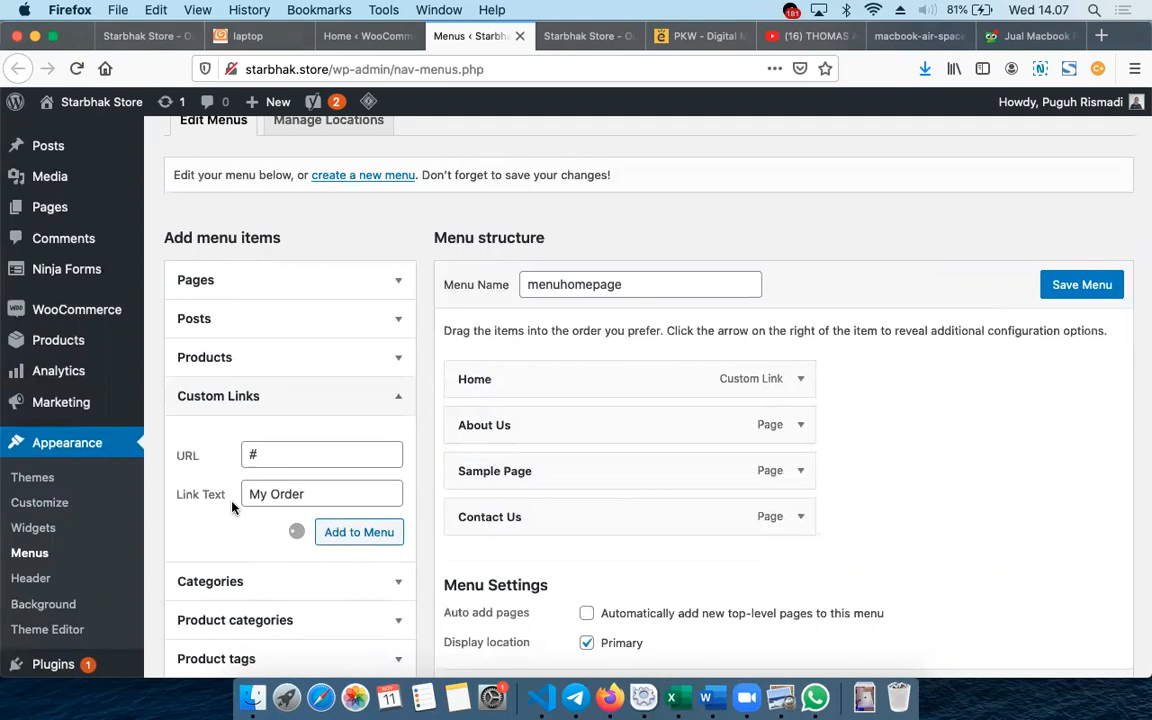 Firefox File Edit View History Bookmarks Tools Window Help 181 81% Wed 14.07
Starbhak Store - O
laptop
Home ‹ WooComm
Menus ‹ Starbh
Starbhak Store - O
PKW - Digital M
(16) THOMAS
macbook-air-spac
Jual Macbook
starbhak.store/wp-admin/nav-menus.php
Starbhak Store 1 + New 2 Howdy, Puguh Rismadi
Edit Menus Manage Locations
Posts
Media
Pages
Comments
Ninja Forms
WooCommerce
Products
Analytics
Marketing
Appearance
Themes
Customize
Widgets
Menus
Header
Background
Theme Editor
Plugins 1
Edit your menu below, or create a new menu. Don't forget to save your changes!
Add menu items
Pages
Posts
Products
Custom Links
URL #
Link Text My Order
Add to Menu
Categories
Product categories
Product tags
Menu structure
Menu Name menuhomepage Save Menu
Drag the items into the order you prefer. Click the arrow on the right of the item to reveal additional configuration options.
Home Custom Link
About Us Page
Sample Page Page
Contact Us Page
Menu Settings
Auto add pages Automatically add new top-level pages to this menu
Display location Primary
NOV 11 1